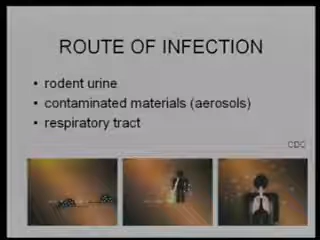 ROUTE OF INFECTION
• rodent urine
• contaminated materials (aerosols)
• respiratory tract
CDC